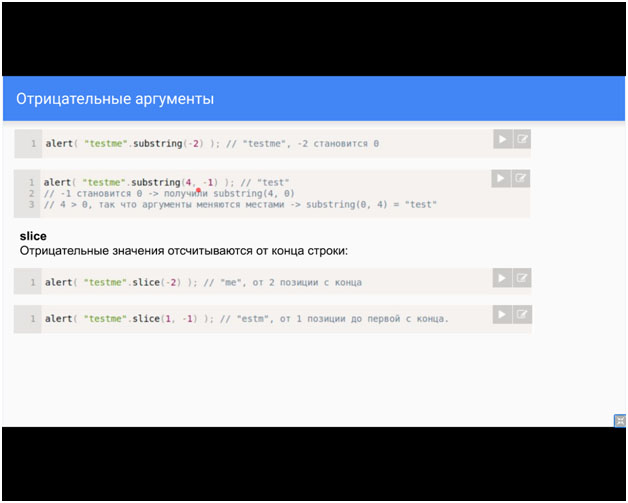 Отрицательные аргументы
1 alert( "testme".substring(-2) ); // "testme", -2 становится 0
1 alert( "testme".substring(4, -1) ); // "test"
2 // -1 становится 0 -> получили substring(4, 0)
3 // 4 > 0, так что аргументы меняются местами -> substring(0, 4) = "test"
slice
Отрицательные значения отсчитываются от конца строки:
1 alert( "testme".slice(-2) ); // "me", от 2 позиции с конца
1 alert( "testme".slice(1, -1) ); // "estm", от 1 позиции до первой с конца.